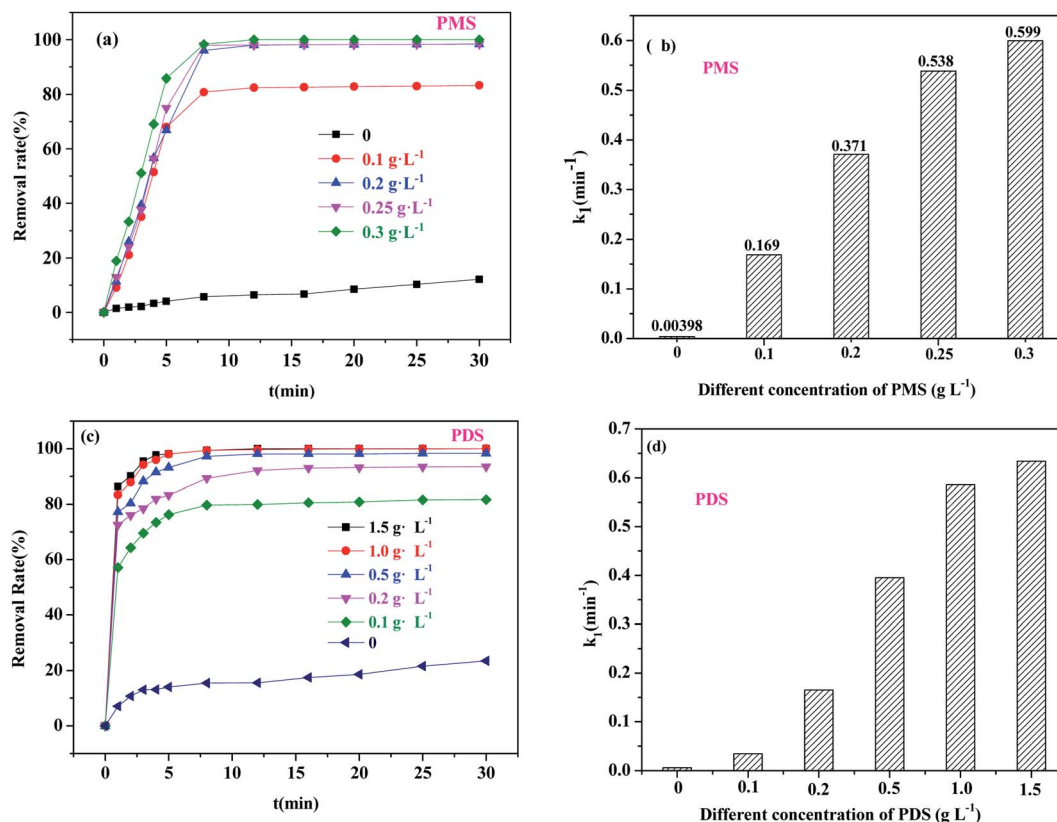 (a)
PMS
Removal rate(%)
100
80
60
40
20
0
0
0.1 g·L⁻¹
0.2 g·L⁻¹
0.25 g·L⁻¹
0.3 g·L⁻¹
0 5 10 15 20 25 30
t(min)
( b)
PMS
k₁(min⁻¹)
0.6
0.5
0.4
0.3
0.2
0.1
0.0
0.00398
0.169
0.371
0.538
0.599
0 0.1 0.2 0.25 0.3
Different concentration of PMS (g L⁻¹)
(c)
PDS
Removal Rate(%)
100
80
60
40
20
0
1.5 g· L⁻¹
1.0 g· L⁻¹
0.5 g· L⁻¹
0.2 g· L⁻¹
0.1 g· L⁻¹
0
0 5 10 15 20 25 30
t(min)
(d)
PDS
k₁(min⁻¹)
0.7
0.6
0.5
0.4
0.3
0.2
0.1
0.0
0 0.1 0.2 0.5 1.0 1.5
Different concentration of PDS (g L⁻¹)